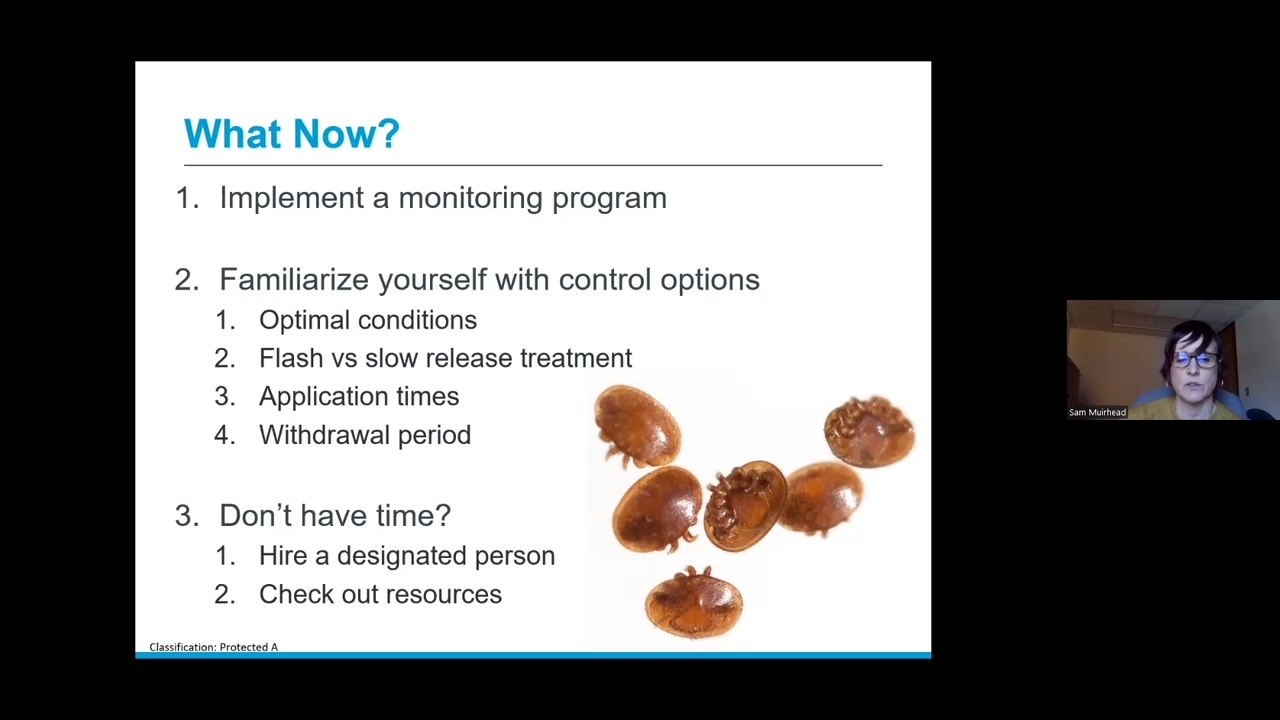 What Now?
1. Implement a monitoring program
2. Familiarize yourself with control options
1. Optimal conditions
2. Flash vs slow release treatment
3. Application times
4. Withdrawal period
3. Don't have time?
1. Hire a designated person
2. Check out resources
Classification: Protected A
Sam Muirhead